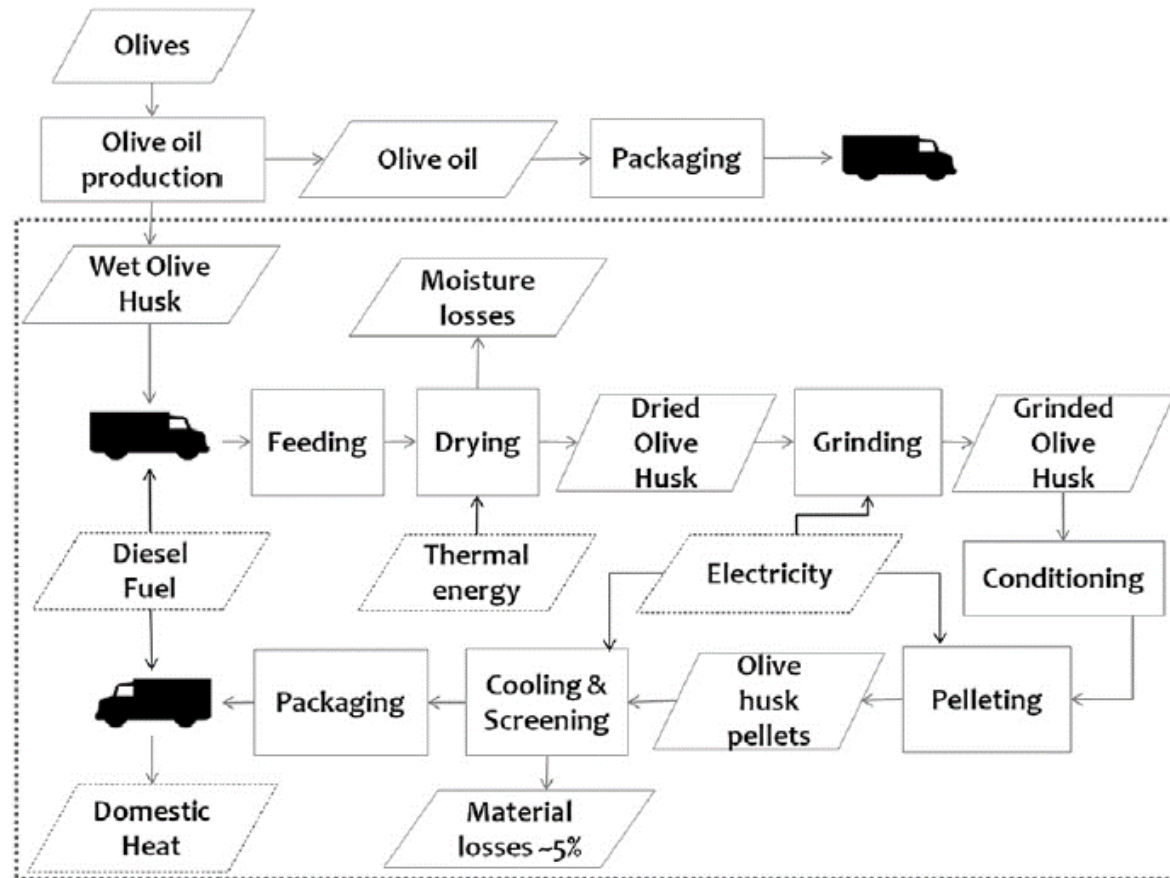 Olives
Olive oil
production
Olive oil
Packaging
Wet Olive
Husk
Moisture
losses
Feeding
Drying
Dried
Olive
Husk
Grinding
Grinded
Olive
Husk
Diesel
Fuel
Thermal
energy
Electricity
Conditioning
Packaging
Cooling &
Screening
Olive
husk
pellets
Pelleting
Domestic
Heat
Material
losses ~5%